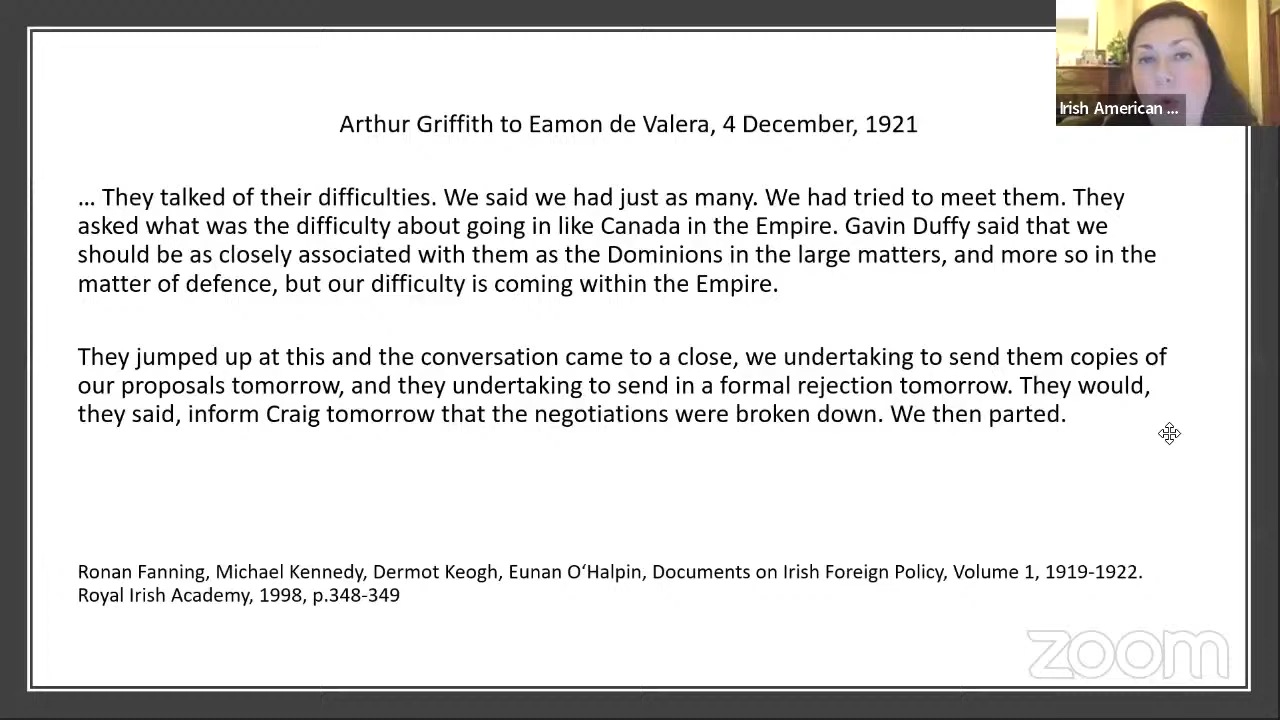 Irish American ...
Arthur Griffith to Eamon de Valera, 4 December, 1921
... They talked of their difficulties. We said we had just as many. We had tried to meet them. They
asked what was the difficulty about going in like Canada in the Empire. Gavin Duffy said that we
should be as closely associated with them as the Dominions in the large matters, and more so in the
matter of defence, but our difficulty is coming within the Empire.
They jumped up at this and the conversation came to a close, we undertaking to send them copies of
our proposals tomorrow, and they undertaking to send in a formal rejection tomorrow. They would,
they said, inform Craig tomorrow that the negotiations were broken down. We then parted.
Ronan Fanning, Michael Kennedy, Dermot Keogh, Eunan O‘Halpin, Documents on Irish Foreign Policy, Volume 1, 1919-1922.
Royal Irish Academy, 1998, p.348-349
zoom